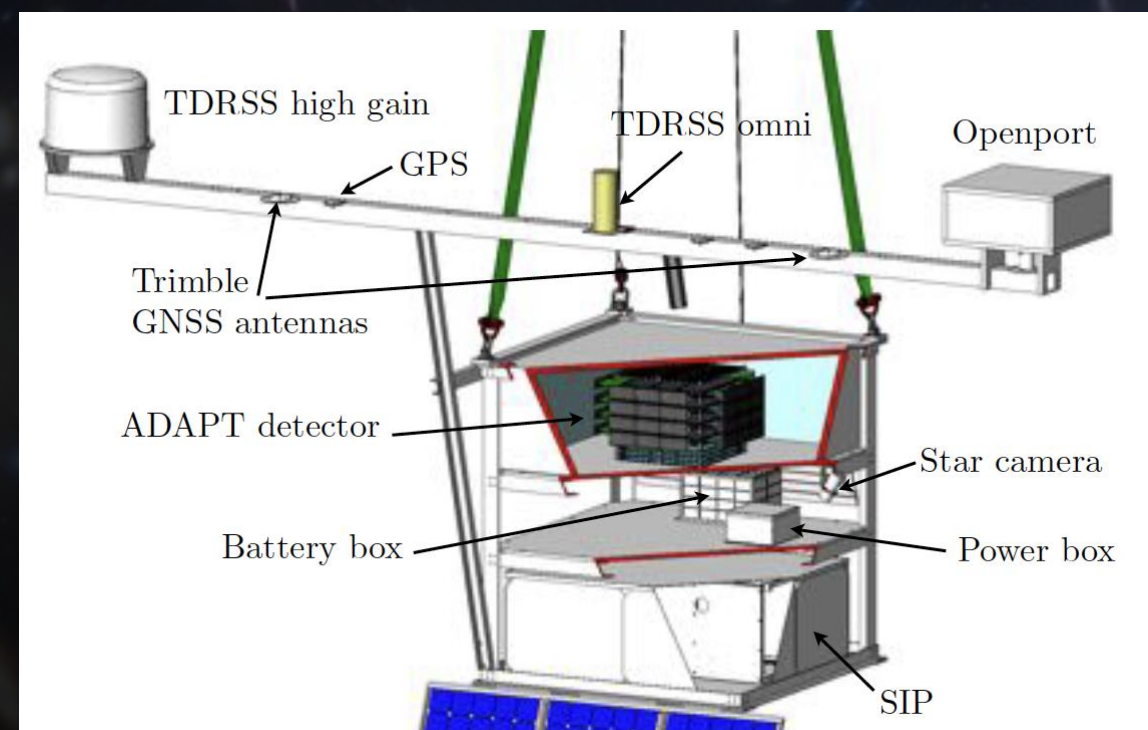 TDRSS high gain
TDRSS omni
Openport
GPS
Trimble
GNSS antennas
ADAPT detector
Star camera
Battery box
Power box
SIP